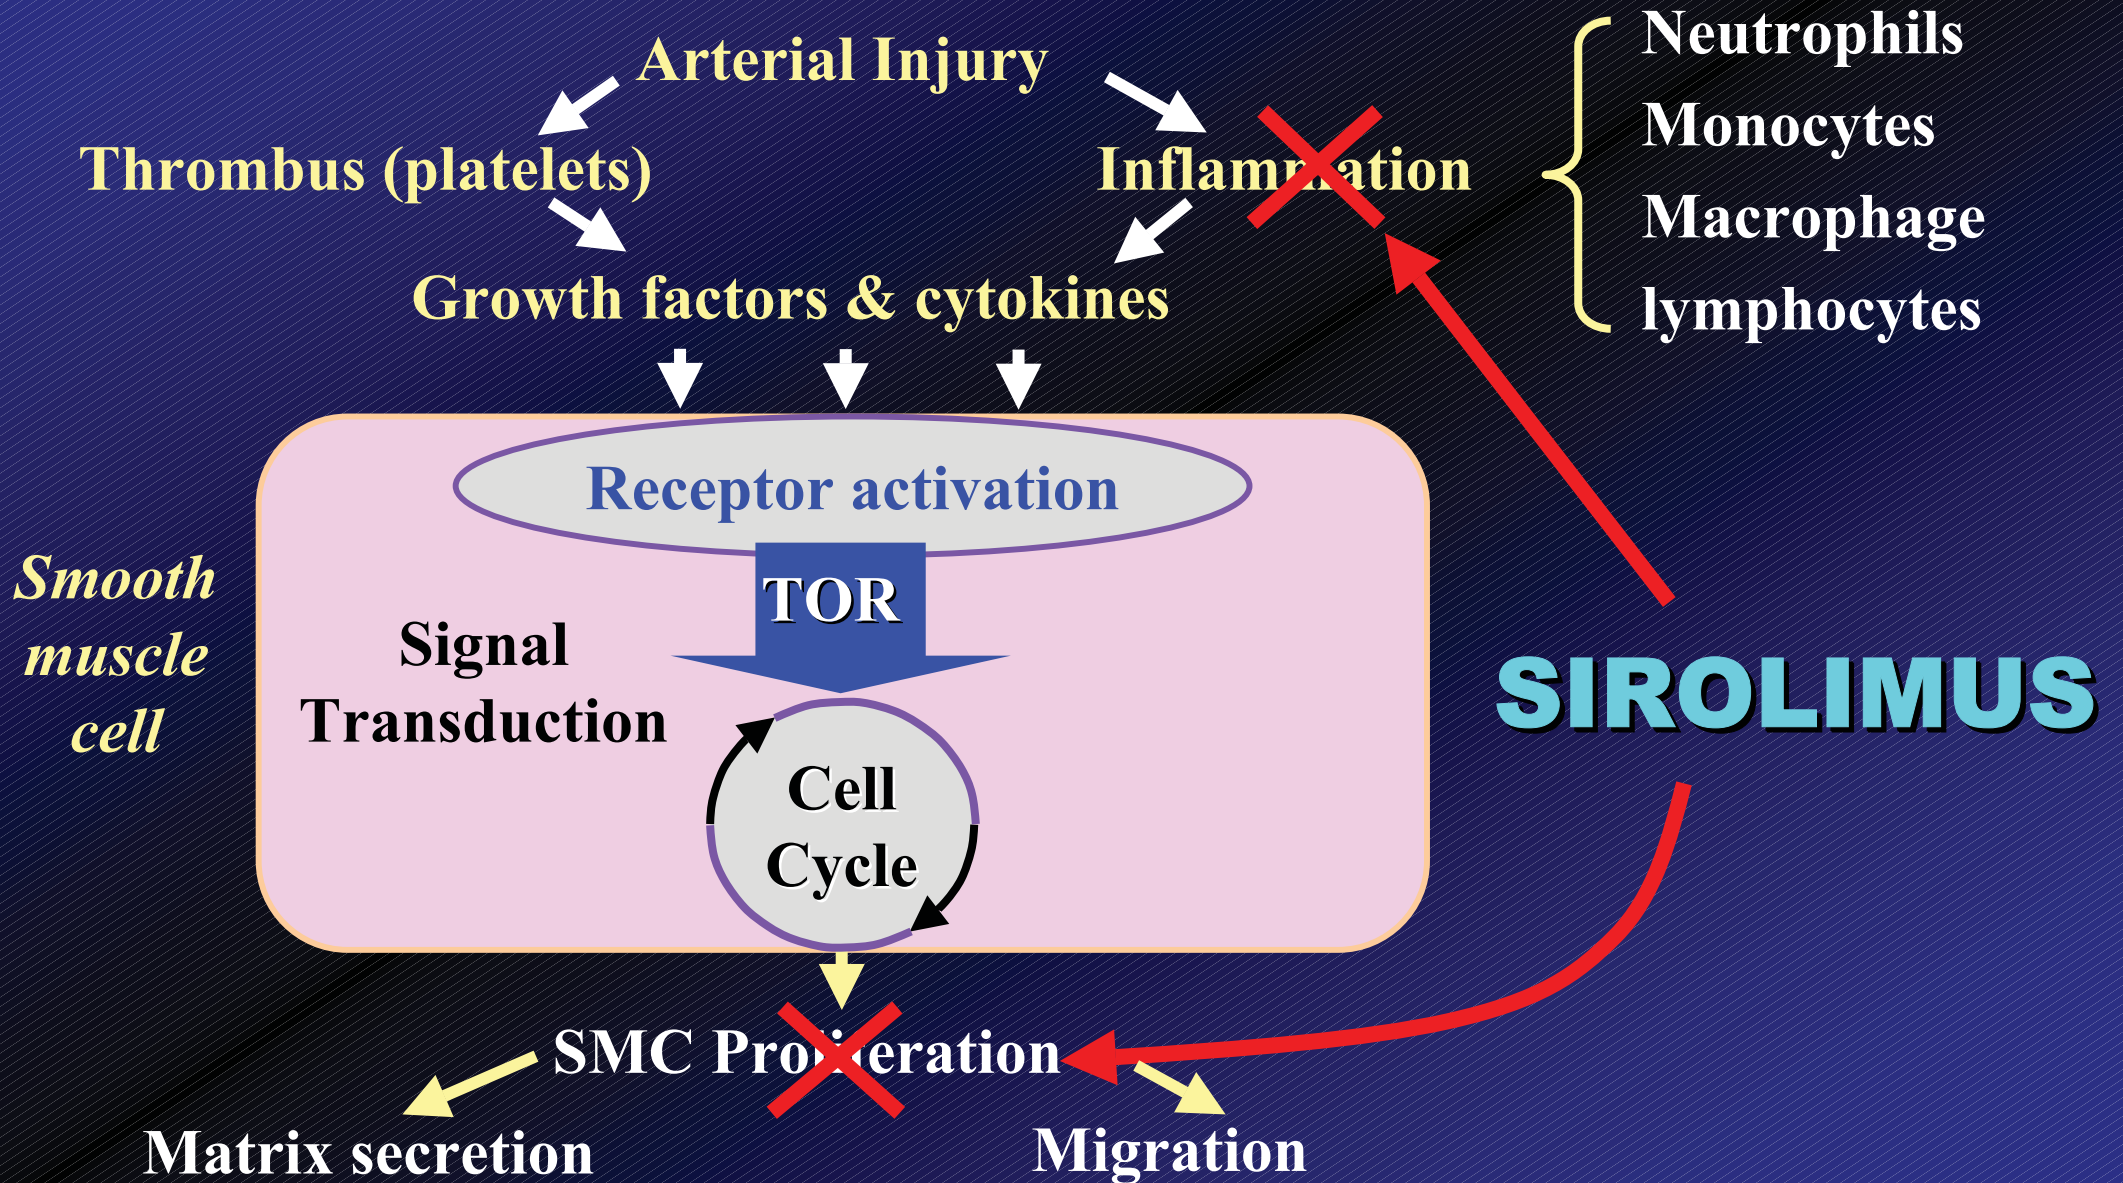 Arterial Injury
Thrombus (platelets)
Inflammation
Neutrophils
Monocytes
Macrophage
lymphocytes
Growth factors & cytokines
Receptor activation
TOR
Smooth
muscle
cell
Signal
Transduction
Cell
Cycle
SIROLIMUS
SMC Proliferation
Matrix secretion
Migration